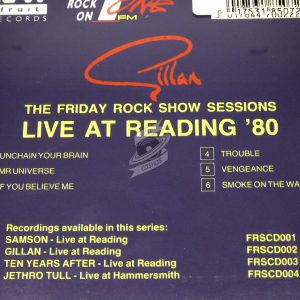 fruit
RECORDS
ROCK
ON
ONE
FM
Gillan
THE FRIDAY ROCK SHOW SESSIONS
LIVE AT READING '80
UNCHAIN YOUR BRAIN
MR UNIVERSE
IF YOU BELIEVE ME
4 TROUBLE
5 VENGEANCE
6 SMOKE ON THE WA
Recordings available in this series:
SAMSON - Live at Reading FRSCD001
GILLAN - Live at Reading FRSCD002
TEN YEARS AFTER - Live at Reading FRSCD003
JETHRO TULL - Live at Hammersmith FRSCD004